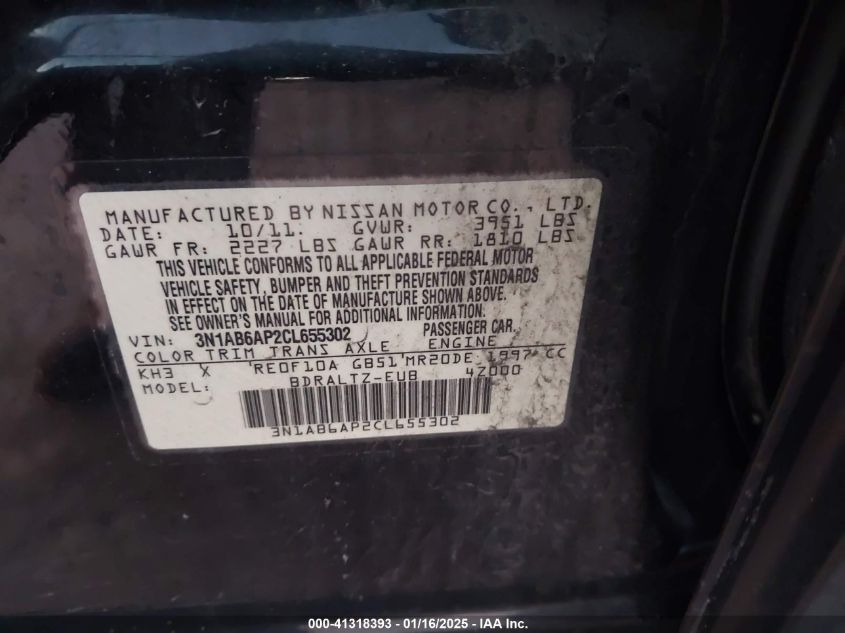 MANUFACTURED BY NISSAN MOTOR CO., LTD.
DATE: 10/11. GVWR: 3951 LBS
GAWR FR: 2227 LBS GAWR RR: 1810 LBS
THIS VEHICLE CONFORMS TO ALL APPLICABLE FEDERAL MOTOR
VEHICLE SAFETY, BUMPER AND THEFT PREVENTION STANDARDS
IN EFFECT ON THE DATE OF MANUFACTURE SHOWN ABOVE.
SEE OWNER'S MANUAL FOR ADDITIONAL INFORMATION.
VIN: 3N1AB6AP2CL655302 PASSENGER CAR.
COLOR TRIM TRANS AXLE ENGINE
KH3 X RE0F10A GB51 MR20DE 1997 CC
MODEL: BDRALTZ-EUB 4Z000
3N1AB6AP2CL655302
000-41318393 - 01/16/2025 - IAA Inc.